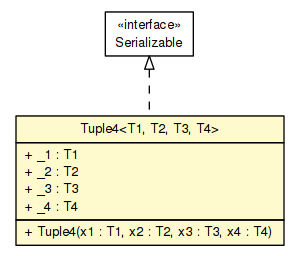 «interface»
Serializable
Tuple4<T1, T2, T3, T4>
+ _1 : T1
+ _2 : T2
+ _3 : T3
+ _4 : T4
+ Tuple4(x1 : T1, x2 : T2, x3 : T3, x4 : T4)